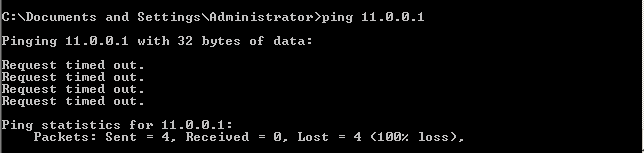 C:\Documents and Settings\Administrator>ping 11.0.0.1
Pinging 11.0.0.1 with 32 bytes of data:
Request timed out.
Request timed out.
Request timed out.
Request timed out.
Ping statistics for 11.0.0.1:
    Packets: Sent = 4, Received = 0, Lost = 4 (100% loss),